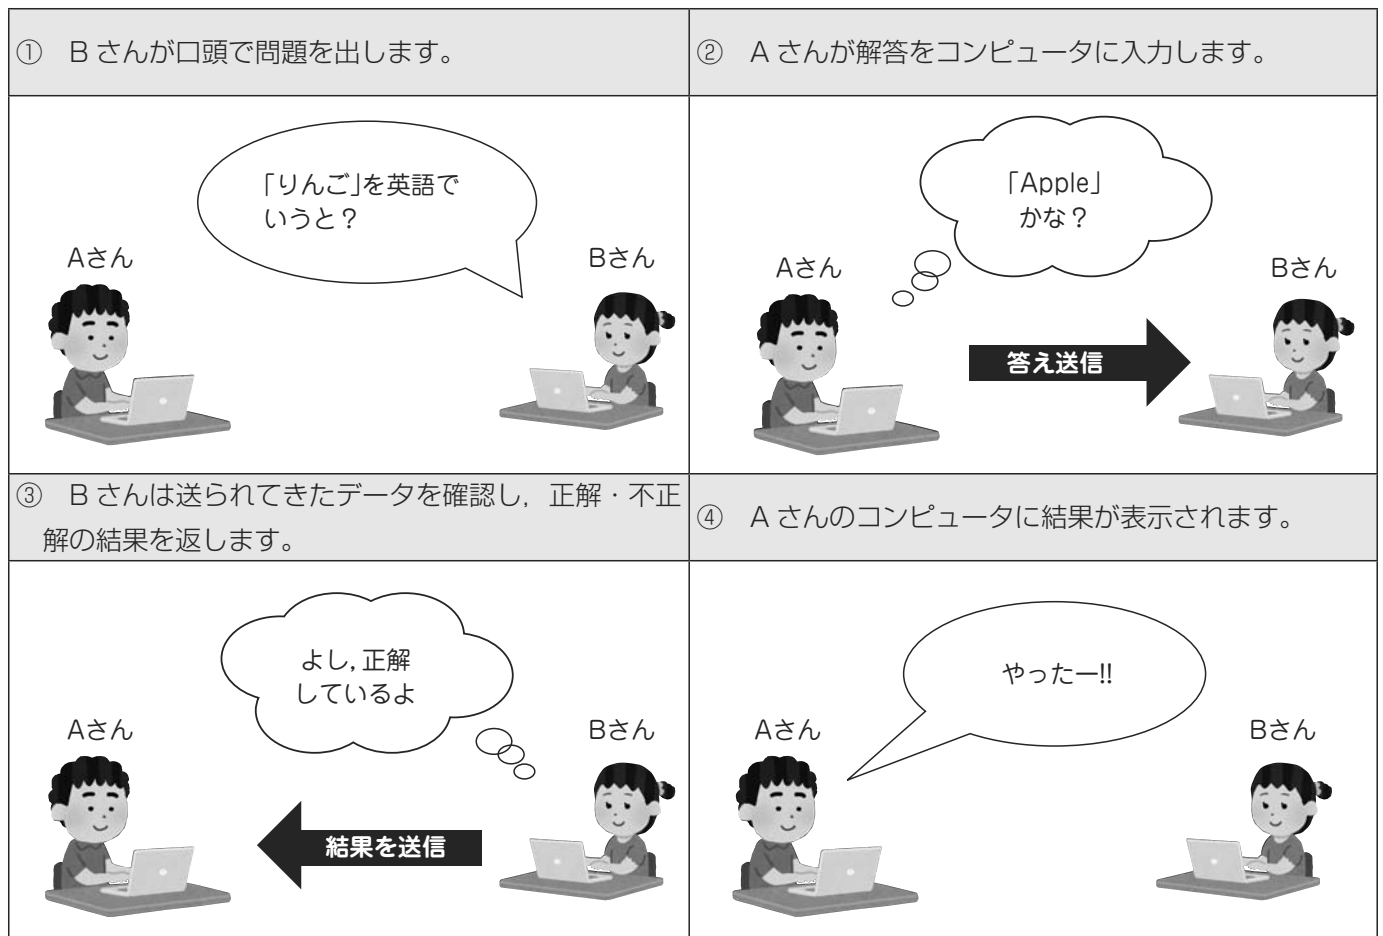 ① Bさんが口頭で問題を出します。
② Aさんが解答をコンピュータに入力します。
「りんご」を英語で
いうと？
Aさん
Bさん
「Apple」
かな？
Aさん
Bさん
答え送信
③ Bさんは送られてきたデータを確認し，正解・不正
解の結果を返します。
④ Aさんのコンピュータに結果が表示されます。
よし，正解
しているよ
Aさん
Bさん
結果を送信
やったー!!
Aさん
Bさん